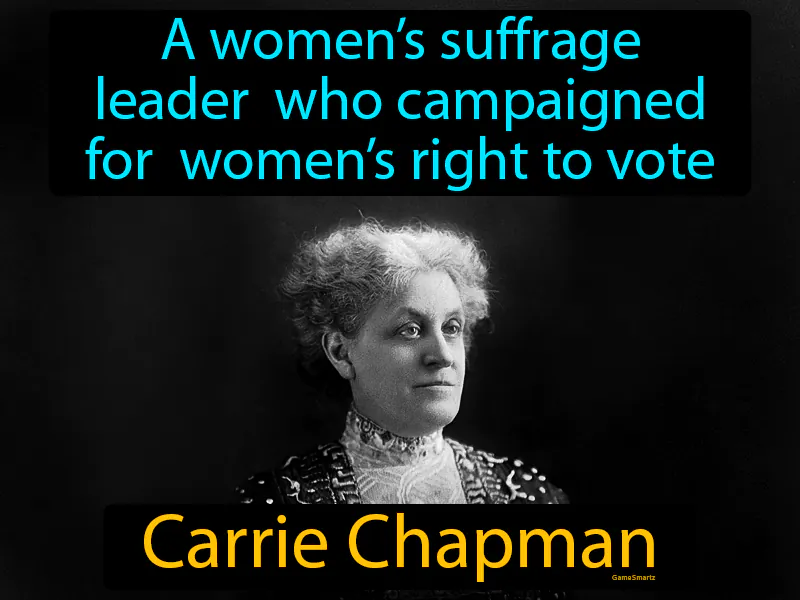 A women’s suffrage
leader who campaigned
for women’s right to vote
Carrie Chapman
GameSmartz